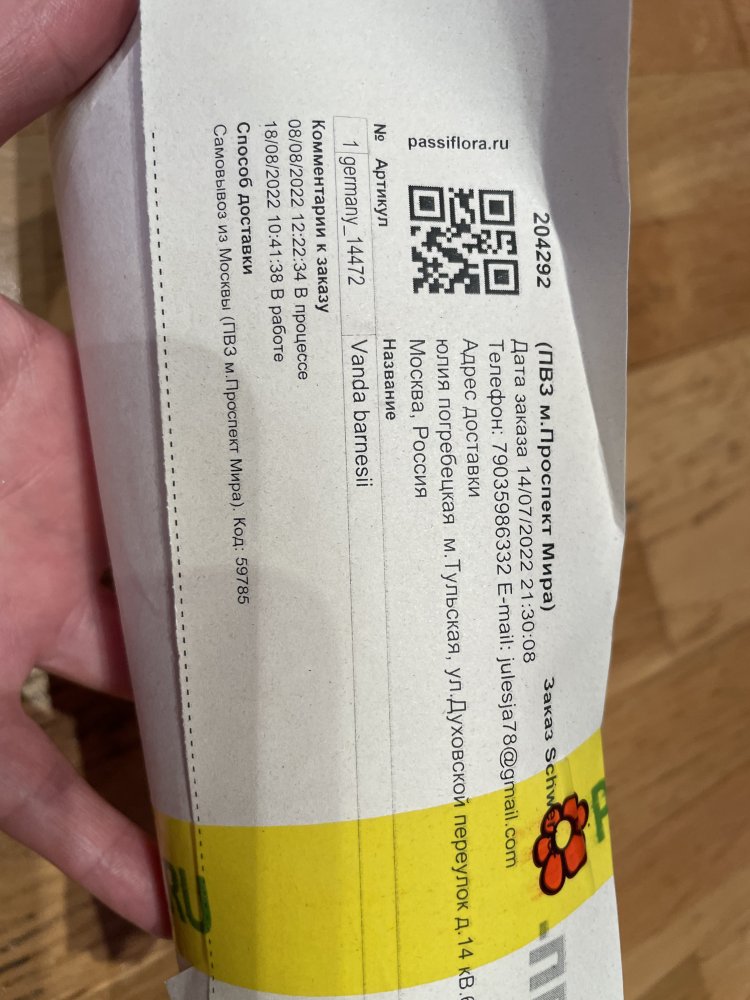 passiflora.ru
204292
(ПВЗ м.Проспект Мира) Заказ Schwe
Дата заказа 14/07/2022 21:30:08
Телефон: 79035986332 E-mail: julesja78@gmail.com
Адрес доставки
юлия погребецкая м.Тульская, ул.Духовской переулок д.14 кв.
Москва, Россия
№ Артикул Название
1 germany_14472 Vanda barnesii
Комментарии к заказу
08/08/2022 12:22:34 В процессе
18/08/2022 10:41:38 В работе
Способ доставки
Самовывоз из Москвы (ПВЗ м.Проспект Мира). Код: 59785
RU